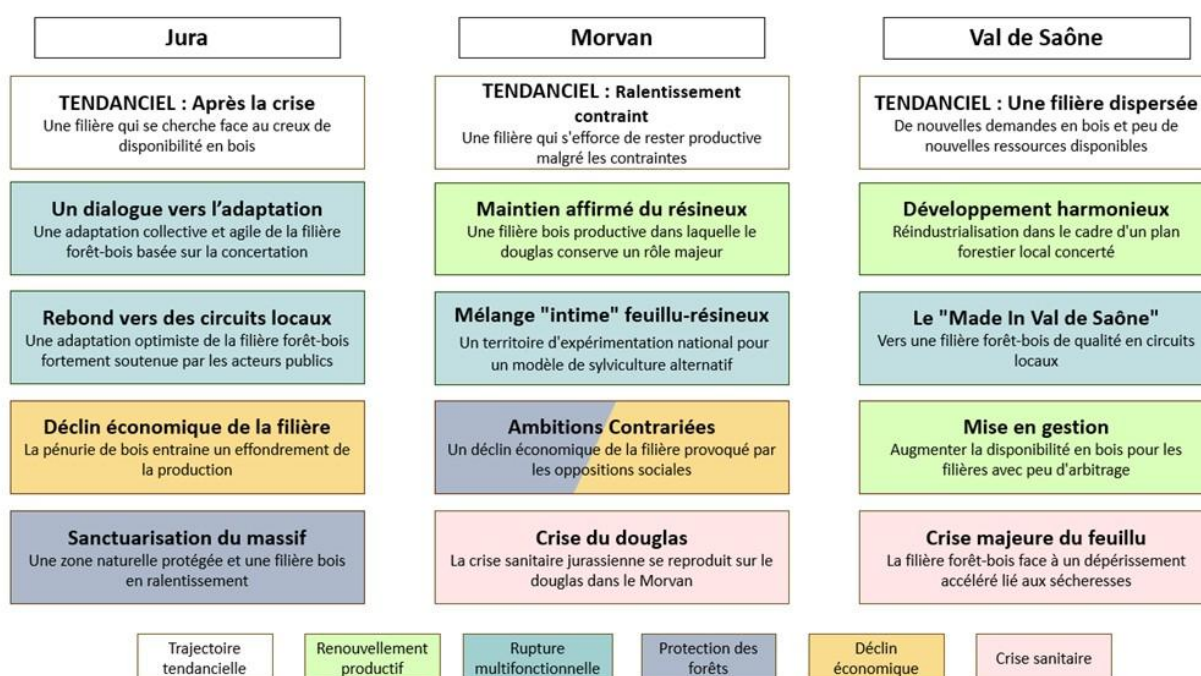 Jura
TENDANCIEL : Après la crise
Une filière qui se cherche face au creux de
disponibilité en bois
Un dialogue vers l’adaptation
Une adaptation collective et agile de la filière
forêt-bois basée sur la concertation
Rebond vers des circuits locaux
Une adaptation optimiste de la filière forêt-bois
fortement soutenue par les acteurs publics
Déclin économique de la filière
La pénurie de bois entraine un effondrement de
la production
Sanctuarisation du massif
Une zone naturelle protégée et une filière bois
en ralentissement
Morvan
TENDANCIEL : Ralentissement
contraint
Une filière qui s'efforce de rester productive
malgré les contraintes
Maintien affirmé du résineux
Une filière bois productive dans laquelle le
douglas conserve un rôle majeur
Mélange "intime" feuillu-résineux
Un territoire d'expérimentation national pour
un modèle de sylviculture alternatif
Ambitions Contrariées
Un déclin économique de la filière provoqué par
les oppositions sociales
Crise du douglas
La crise sanitaire jurassienne se reproduit sur le
douglas dans le Morvan
Val de Saône
TENDANCIEL : Une filière dispersée
De nouvelles demandes en bois et peu de
nouvelles ressources disponibles
Développement harmonieux
Réindustrialisation dans le cadre d'un plan
forestier local concerté
Le "Made In Val de Saône"
Vers une filière forêt-bois de qualité en circuits
locaux
Mise en gestion
Augmenter la disponibilité en bois pour les
filières avec peu d'arbitrage
Crise majeure du feuillu
La filière forêt-bois face à un dépérissement
accéléré lié aux sécheresses
Trajectoire
tendancielle
Renouvellement
productif
Rupture
multifonctionnelle
Protection des
forêts
Déclin
économique
Crise sanitaire